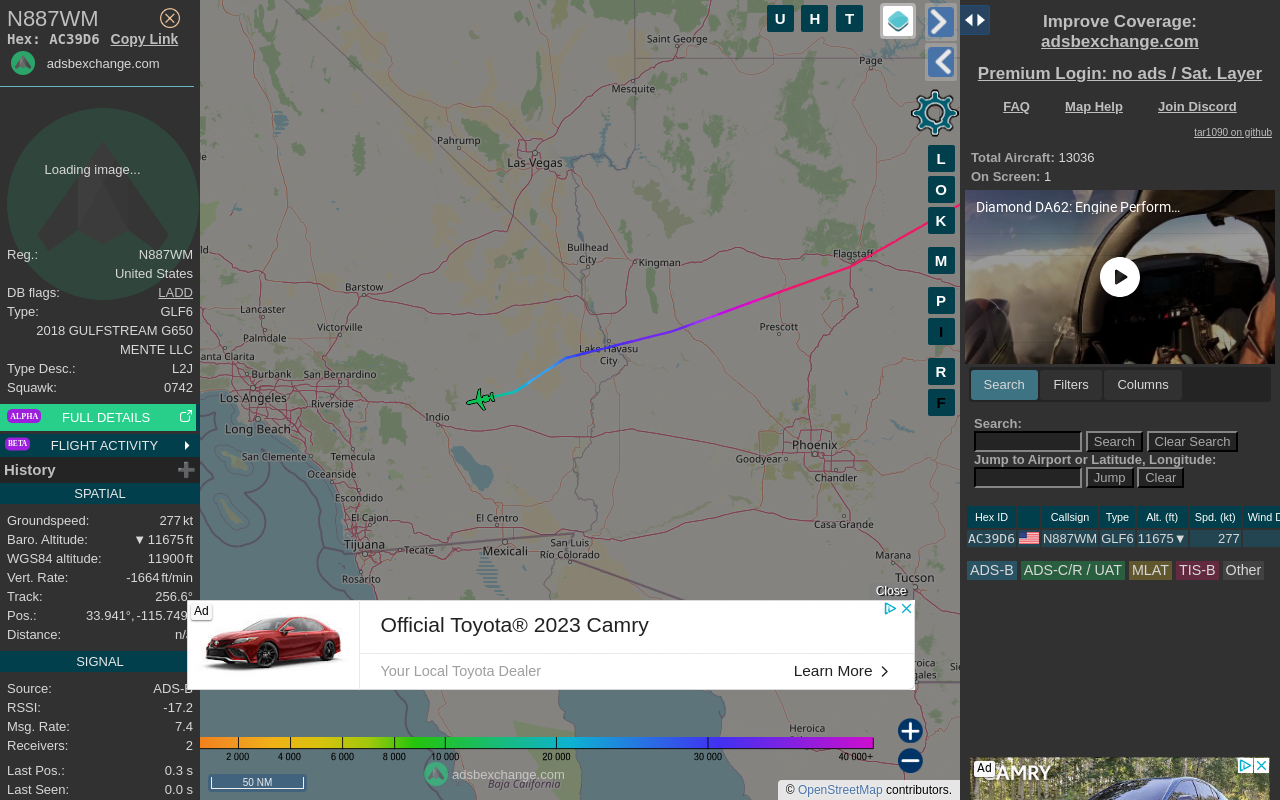 N887WM
Hex: AC39D6 Copy Link
adsbexchange.com
Loading image...
Reg.: N887WM
United States
DB flags: LADD
Type: GLF6
2018 GULFSTREAM G650
MENTE LLC
Type Desc.: L2J
Squawk: 0742
ALPHA FULL DETAILS
BETA FLIGHT ACTIVITY
History
SPATIAL
Groundspeed: 277 kt
Baro. Altitude: ▼ 11675 ft
WGS84 altitude: 11900 ft
Vert. Rate: -1664 ft/min
Track: 256.6°
Pos.: 33.941°, -115.749
Distance: n/
SIGNAL
Source: ADS-B
RSSI: -17.2
Msg. Rate: 7.4
Receivers: 2
Last Pos.: 0.3 s
Last Seen: 0.0 s
U H T
Saint George
Page
Mesquite
Pahrump
Las Vegas
Bullhead
City
Kingman
Flagstaff
Barstow
Lancaster
Palmdale
Victorville
Prescott
Lake Havasu
City
anta Clarita
Burbank
San Bernardino
Los Angeles
Riverside
Indio
Long Beach
Phoenix
Goodyear
San Clemente
Temecula
Oceanside
Chandler
Escondido
El Cajon
El Centro
Casa Grande
Tijuana
Tecate
Mexicali
San Luis
Río Colorado
Marana
Rosarito
Tucson
Heroica
Baja California
L
O
K
M
P
I
R
F
Close
Ad
Official Toyota® 2023 Camry
Your Local Toyota Dealer
Learn More
2 000 4 000 6 000 8 000 10 000 20 000 30 000 40 000+
adsbexchange.com
50 NM
© OpenStreetMap contributors.
Improve Coverage:
adsbexchange.com
Premium Login: no ads / Sat. Layer
FAQ Map Help Join Discord
tar1090 on github
Total Aircraft: 13036
On Screen: 1
Diamond DA62: Engine Perform...
Search Filters Columns
Search:
Search Clear Search
Jump to Airport or Latitude, Longitude:
Jump Clear
Hex ID Callsign Type Alt. (ft) Spd. (kt) Wind D
AC39D6 N887WM GLF6 11675▼ 277
ADS-B ADS-C/R / UAT MLAT TIS-B Other
Ad
CAMRY